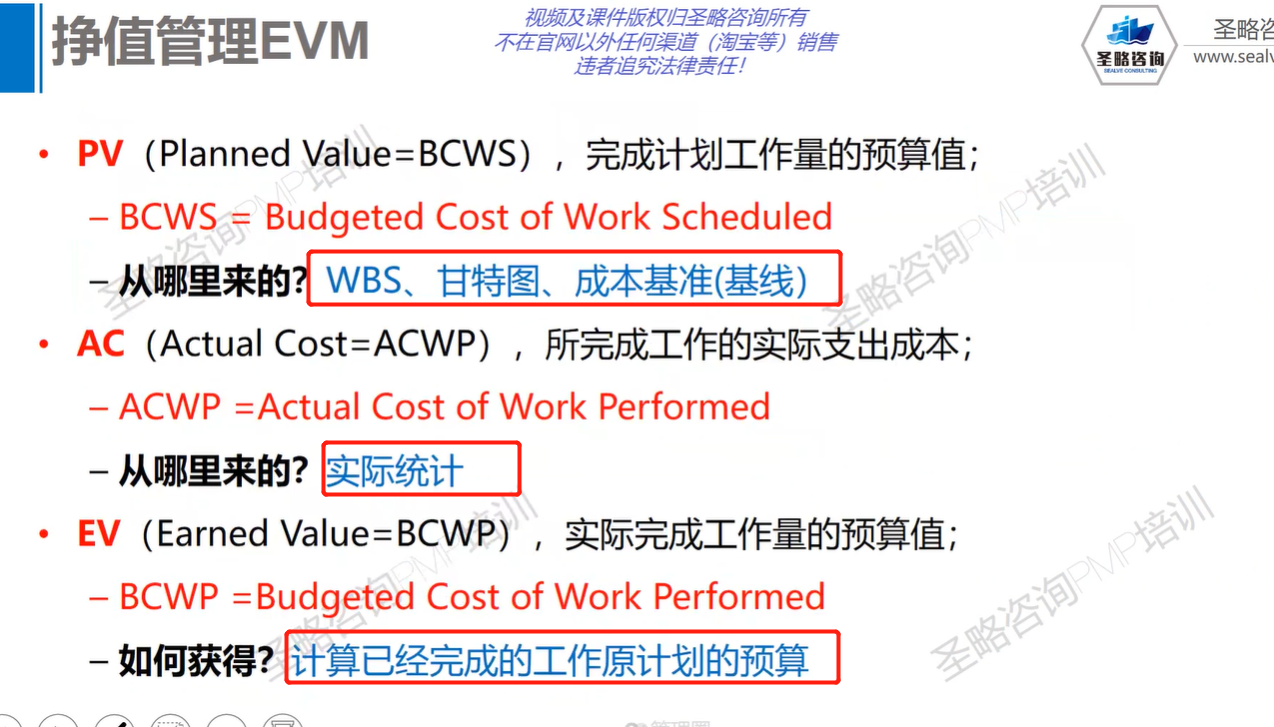 挣值管理EVM
视频及课件版权归圣略咨询所有
不在官网以外任何渠道（淘宝等）销售
违者追究法律责任！
圣略咨询
SEALVE CONSULTING
圣略咨
www.sealv
• PV（Planned Value=BCWS），完成计划工作量的预算值；
– BCWS = Budgeted Cost of Work Scheduled
– 从哪里来的？WBS、甘特图、成本基准(基线）
• AC（Actual Cost=ACWP），所完成工作的实际支出成本；
– ACWP =Actual Cost of Work Performed
– 从哪里来的？实际统计
• EV（Earned Value=BCWP），实际完成工作量的预算值；
– BCWP =Budgeted Cost of Work Performed
– 如何获得？计算已经完成的工作原计划的预算
圣略咨询PMP培训
圣略咨询PMP培训
圣略咨询PMP培训
圣略咨询PMP培训